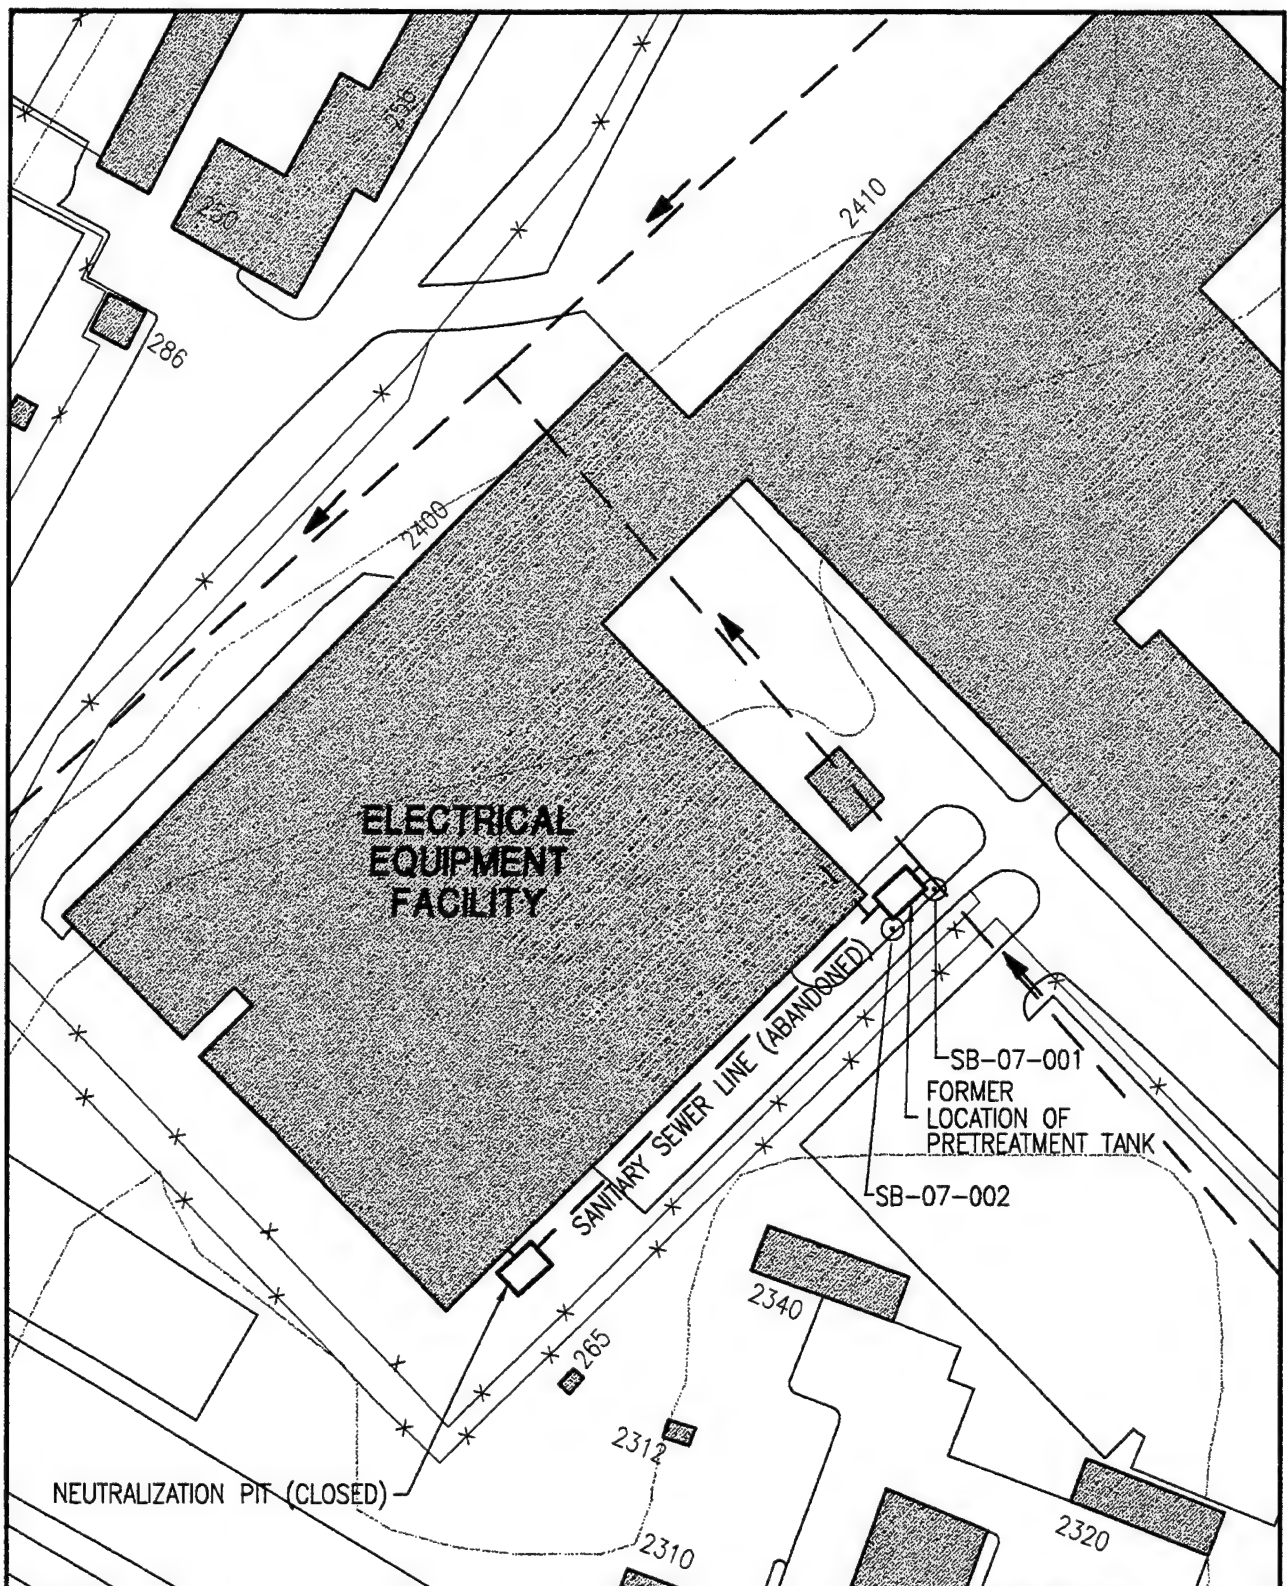 256
250
2410
286
2400
ELECTRICAL
EQUIPMENT
FACILITY
SANITARY SEWER LINE (ABANDONED)
SB-07-001
FORMER
LOCATION OF
PRETREATMENT TANK
SB-07-002
2340
265
2312
NEUTRALIZATION PIT (CLOSED)
2320
2310